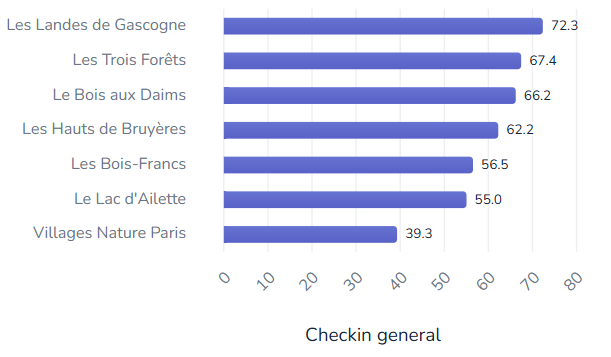 Les Landes de Gascogne 72.3
Les Trois Forêts 67.4
Le Bois aux Daims 66.2
Les Hauts de Bruyères 62.2
Les Bois-Francs 56.5
Le Lac d'Ailette 55.0
Villages Nature Paris 39.3
0 10 20 30 40 50 60 70 80
Checkin general